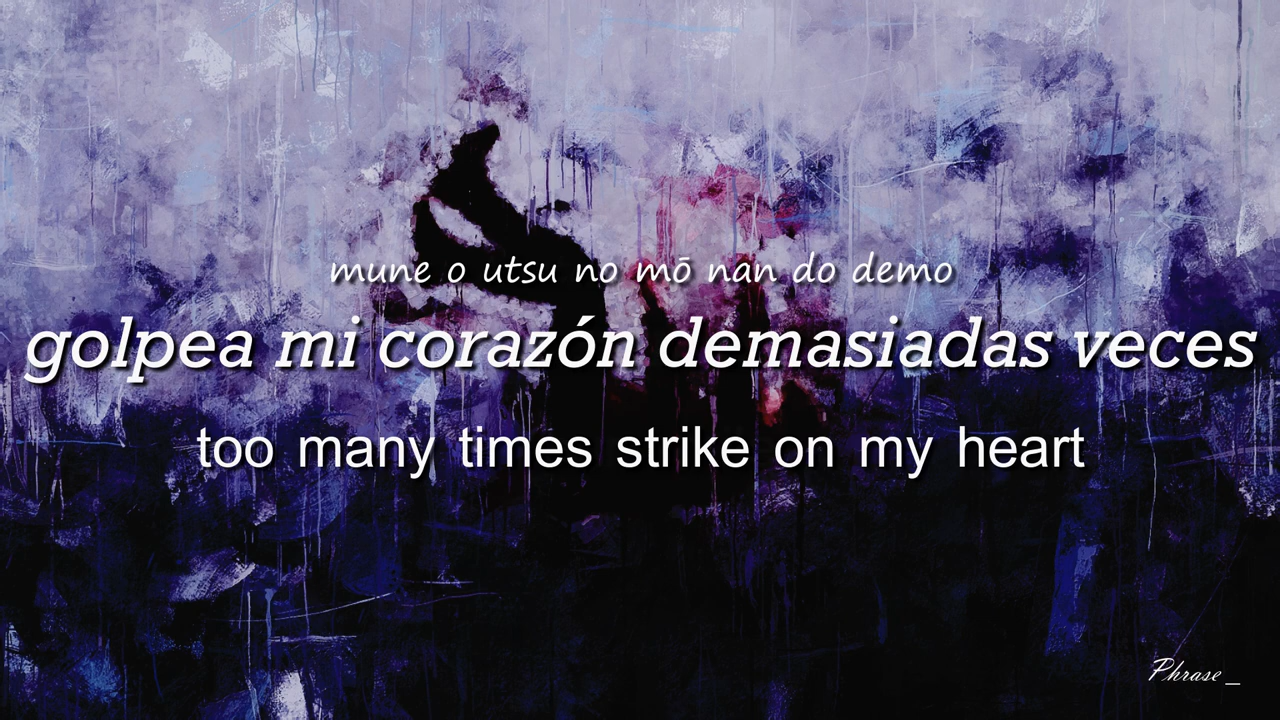 mune o utsu no mō nan do demo
golpea mi corazón demasiadas veces
too many times strike on my heart
Phrase_